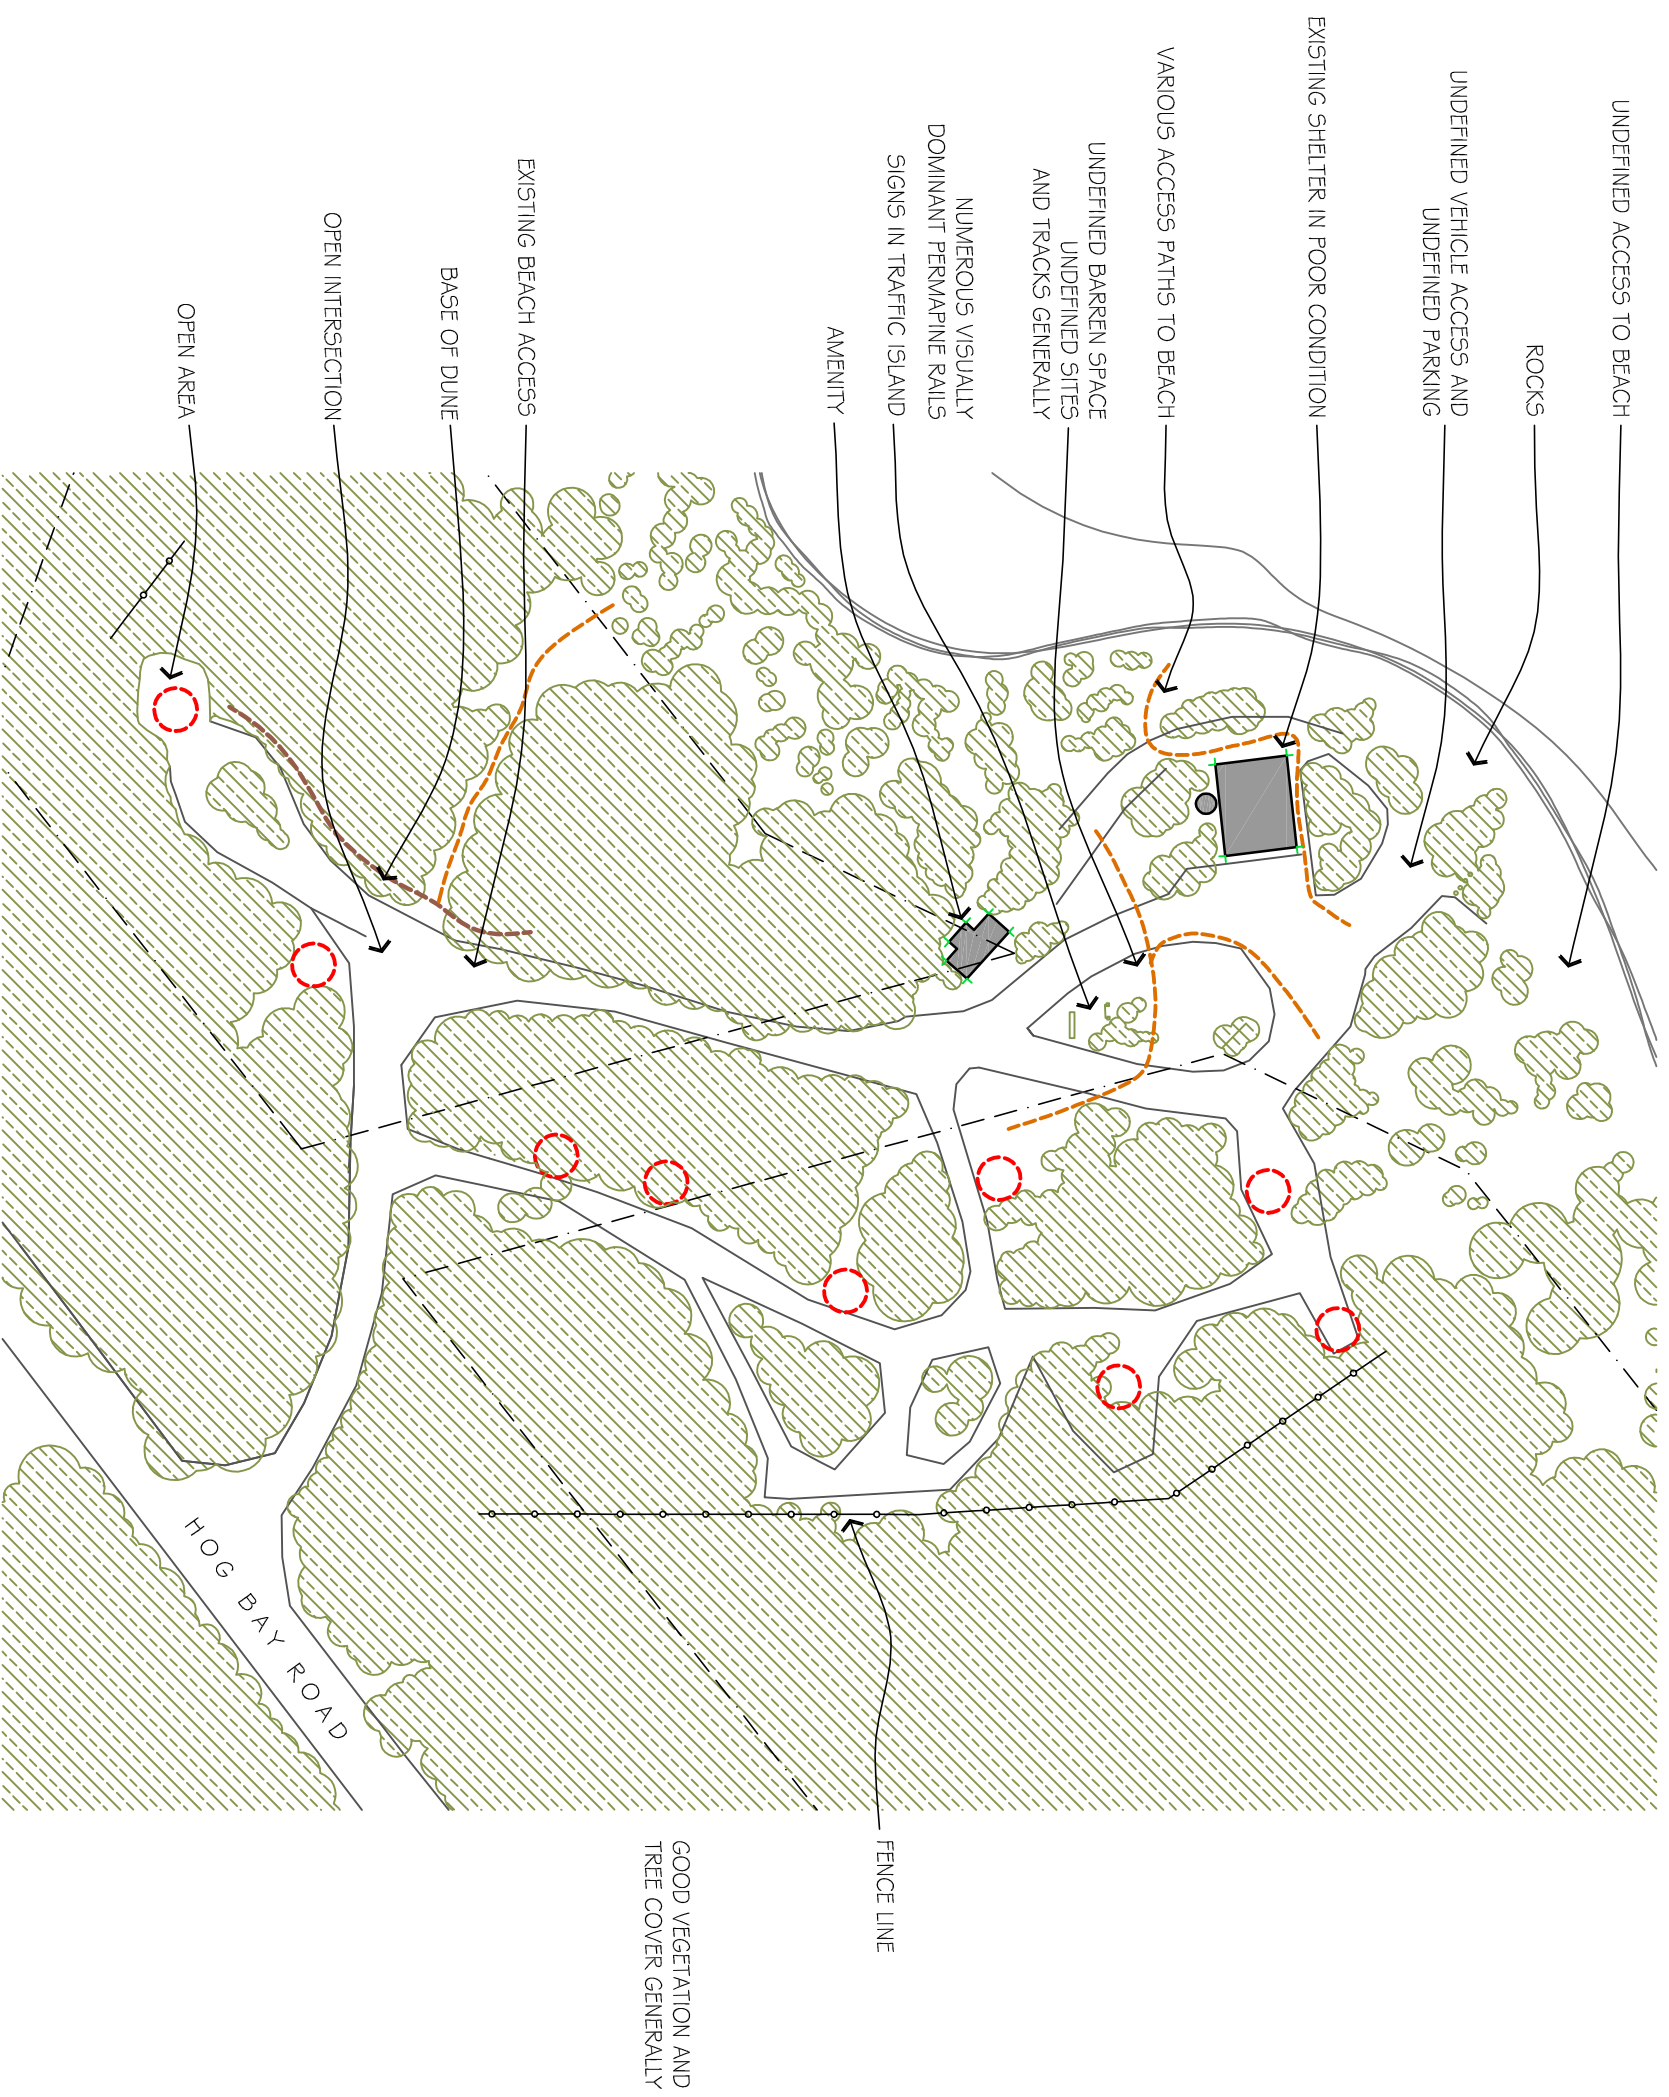 UNDEFINED ACCESS TO BEACH
ROCKS
UNDEFINED VEHICLE ACCESS AND
UNDEFINED PARKING
EXISTING SHELTER IN POOR CONDITION
VARIOUS ACCESS PATHS TO BEACH
UNDEFINED BARREN SPACE
UNDEFINED SITES
AND TRACKS GENERALLY
NUMEROUS VISUALLY
DOMINANT PERMAPINE RAILS
SIGNS IN TRAFFIC ISLAND
AMENITY
EXISTING BEACH ACCESS
BASE OF DUNE
OPEN INTERSECTION
OPEN AREA
HOG BAY ROAD
FENCE LINE
GOOD VEGETATION AND
TREE COVER GENERALLY